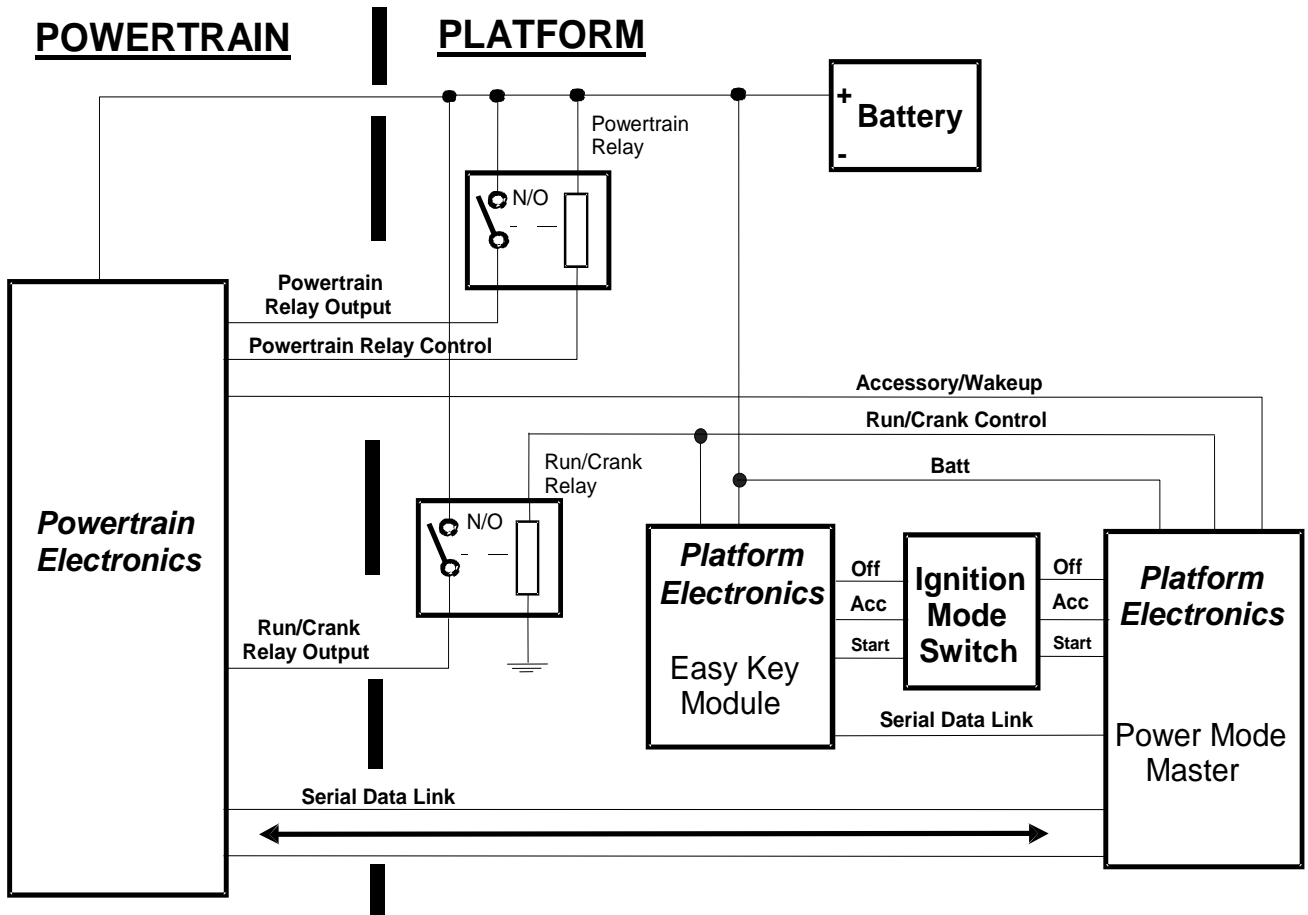 POWERTRAIN
PLATFORM
+
Battery
-
Powertrain
Relay
N/O
Powertrain
Relay Output
Powertrain Relay Control
Accessory/Wakeup
Run/Crank Control
Batt
Run/Crank
Relay
N/O
Powertrain
Electronics
Platform
Electronics
Easy Key
Module
Off
Acc
Start
Ignition
Mode
Switch
Off
Acc
Start
Platform
Electronics
Power Mode
Master
Run/Crank
Relay Output
Serial Data Link
Serial Data Link